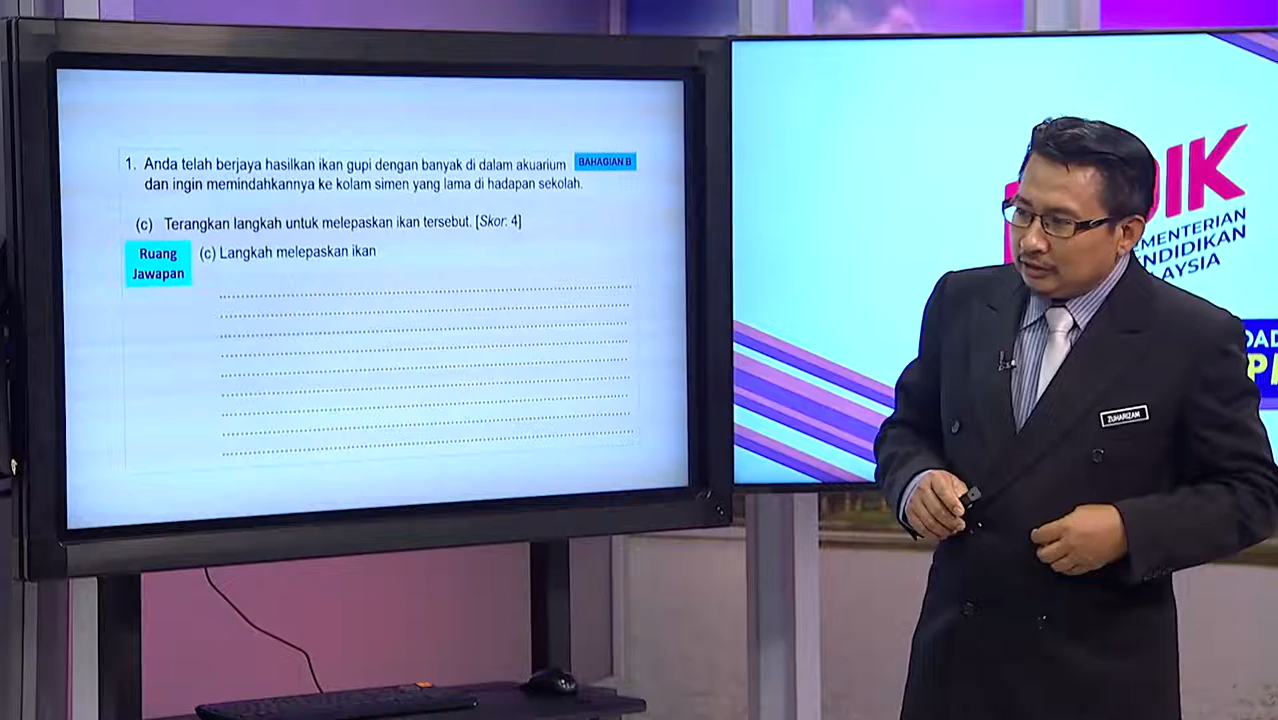 1. Anda telah berjaya hasilkan ikan gupi dengan banyak di dalam akuarium BAHAGIAN B
dan ingin memindahkannya ke kolam simen yang lama di hadapan sekolah.
(c) Terangkan langkah untuk melepaskan ikan tersebut. [Skor: 4]
Ruang
Jawapan
(c) Langkah melepaskan ikan
DIK
KEMENTERIAN
PENDIDIKAN
MALAYSIA
ZUHARIZAM